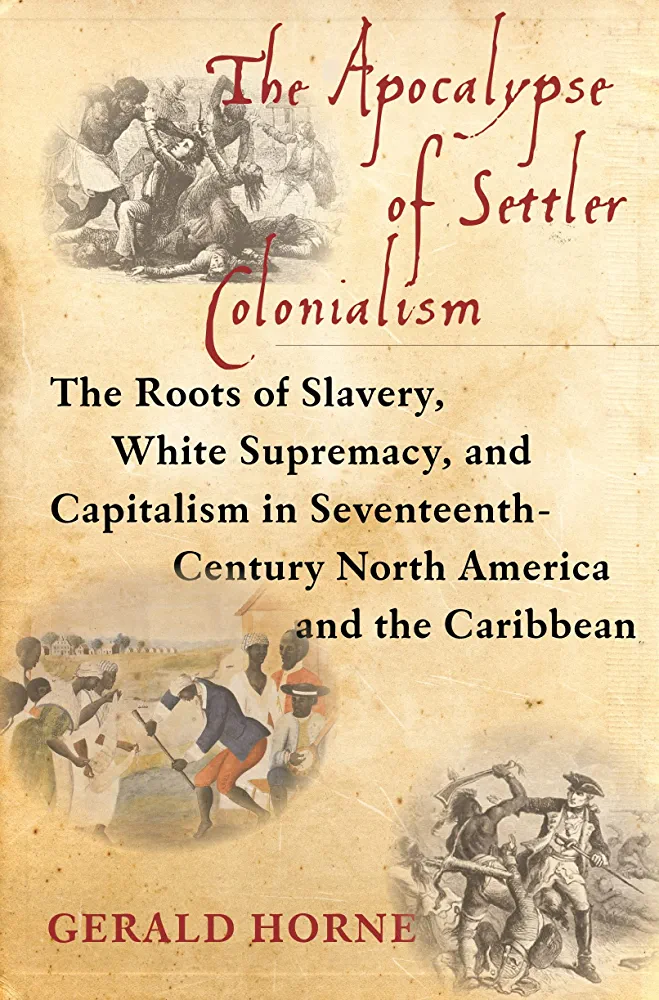 The Apocalypse
of Settler
Colonialism
The Roots of Slavery,
White Supremacy, and
Capitalism in Seventeenth-
Century North America
and the Caribbean
GERALD HORNE